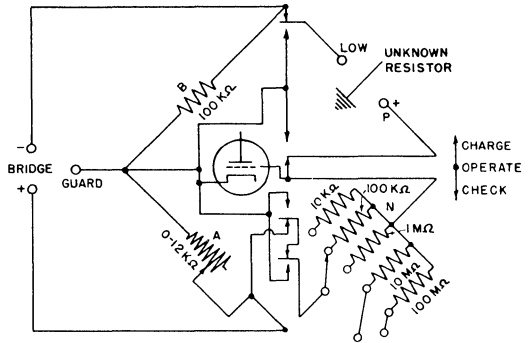 LOW
UNKNOWN
RESISTOR
B
100 KΩ
P
+
-
BRIDGE
+
GUARD
CHARGE
OPERATE
CHECK
A
0-12 KΩ
10 KΩ
100 KΩ
N
1 MΩ
10 MΩ
100 MΩ